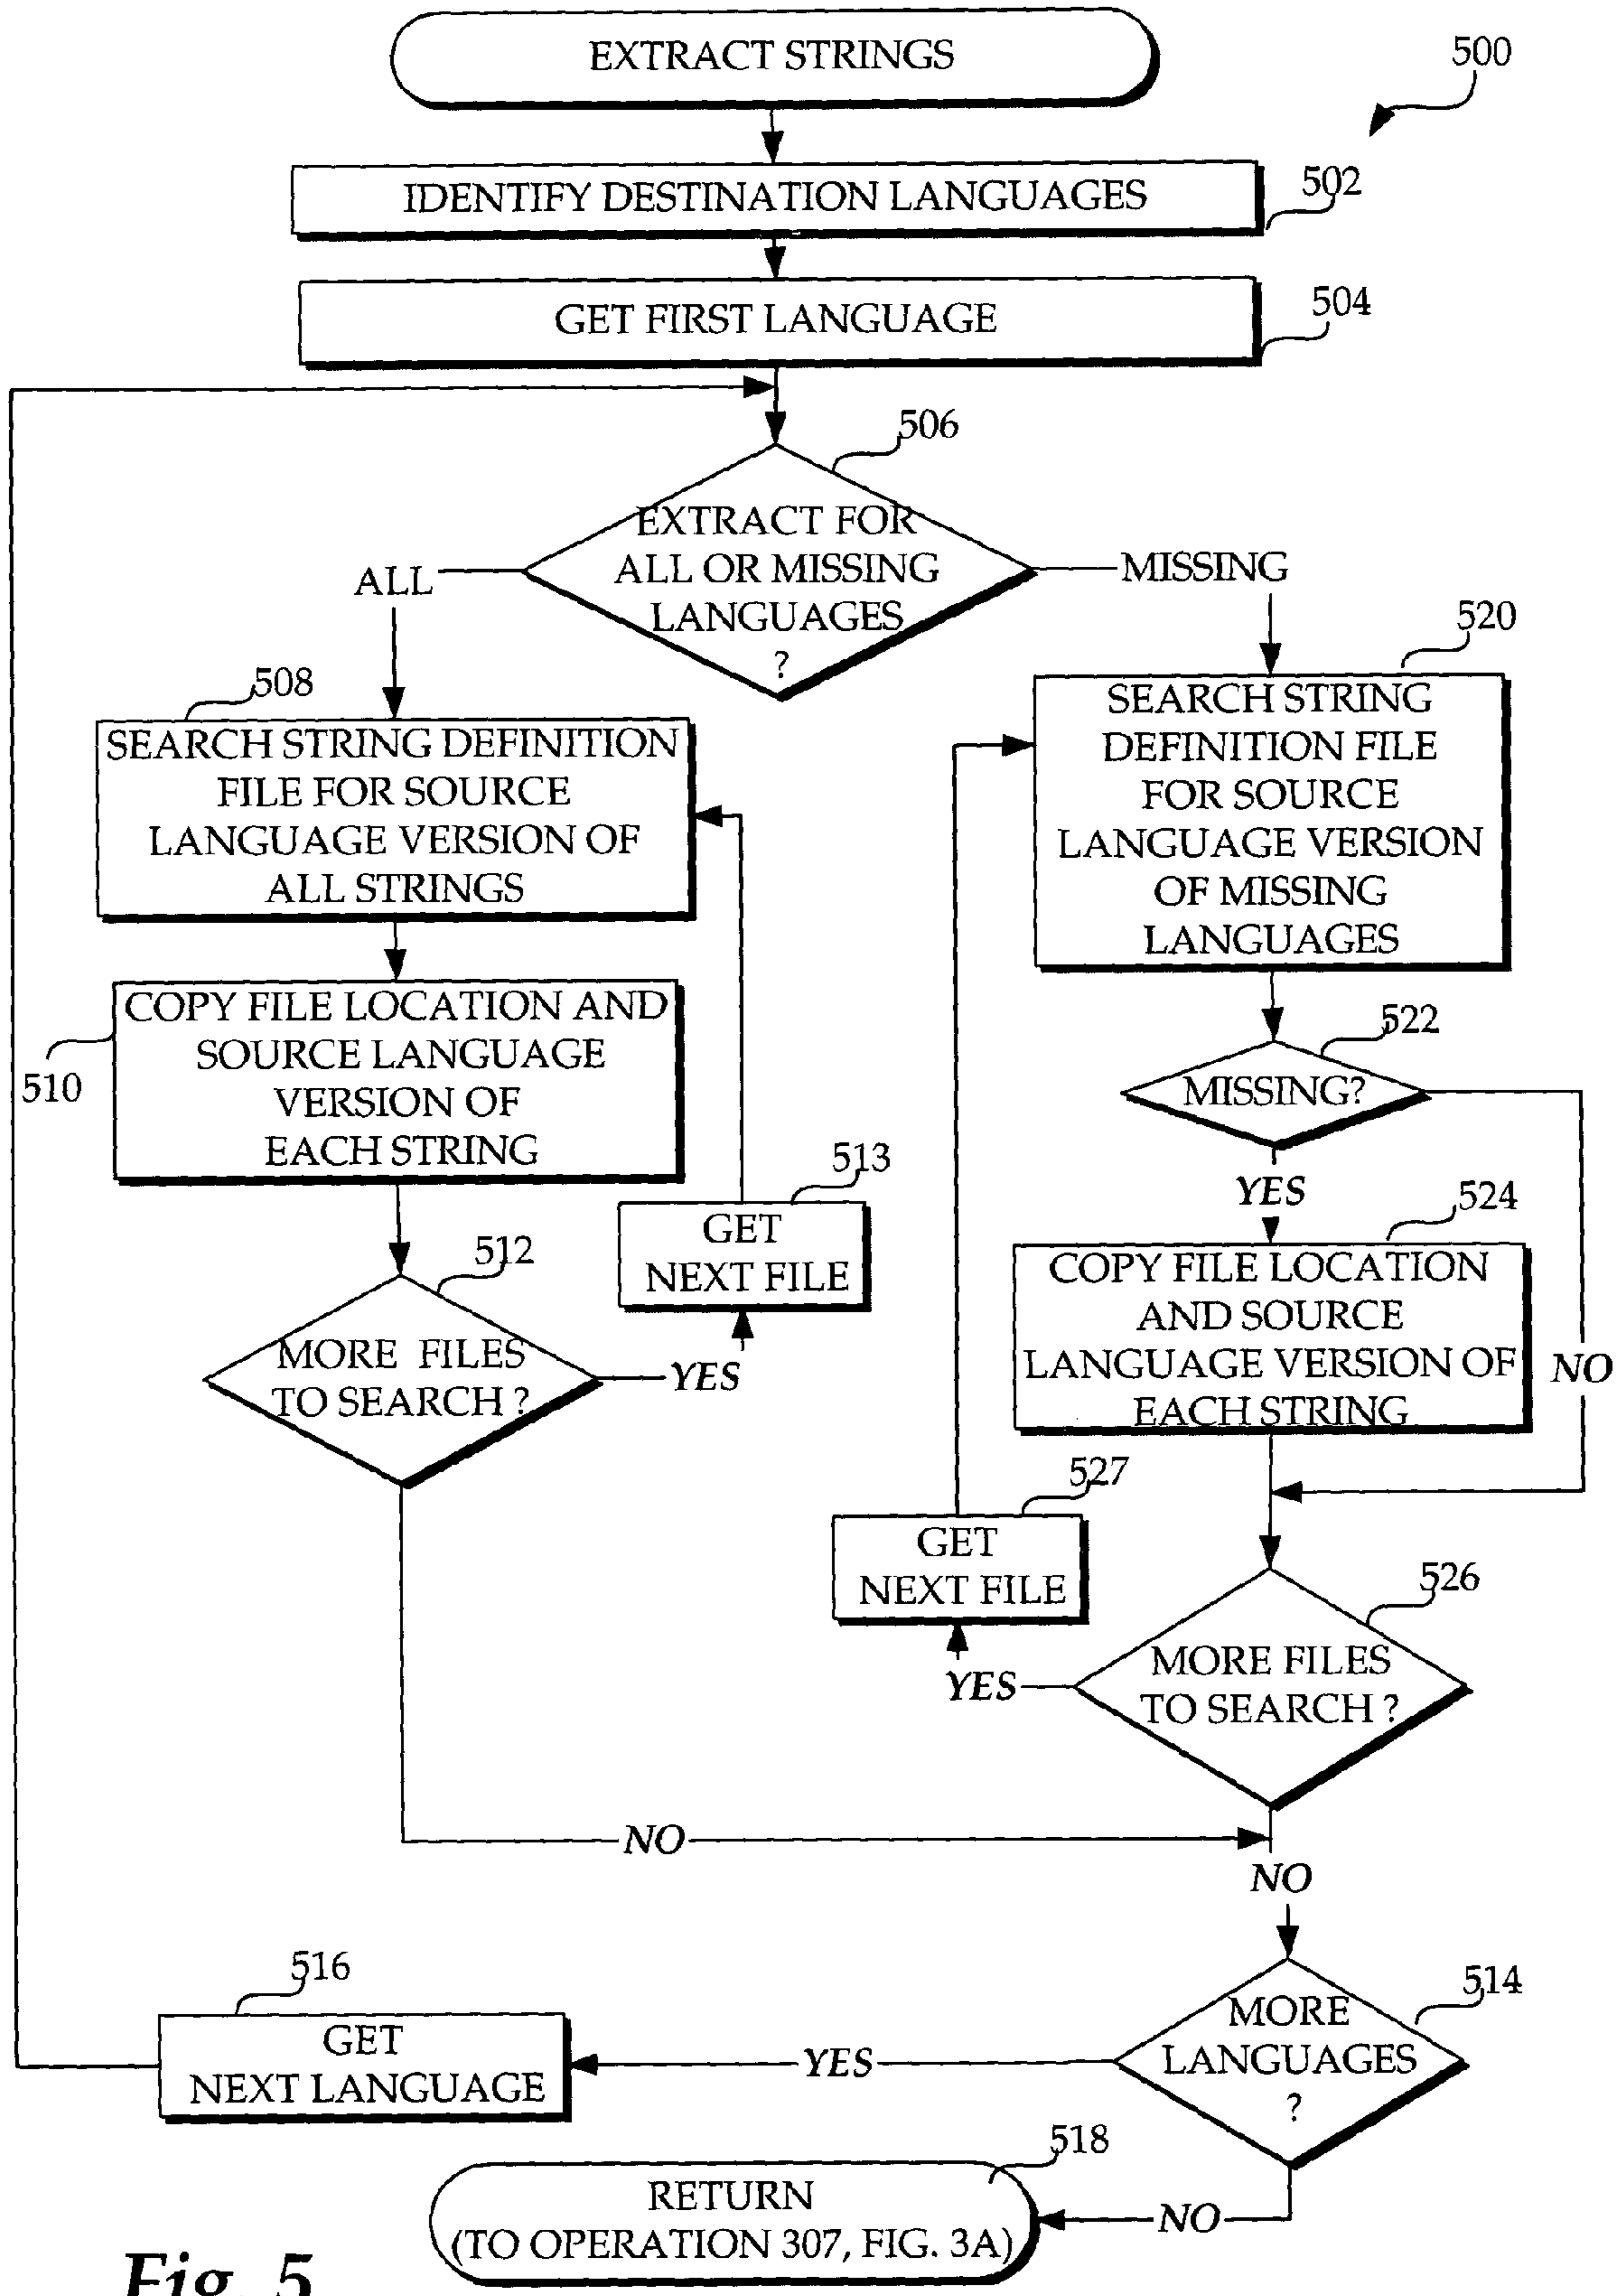 EXTRACT STRINGS
500
IDENTIFY DESTINATION LANGUAGES
502
GET FIRST LANGUAGE
504
506
EXTRACT FOR
ALL OR MISSING
LANGUAGES
?
ALL
MISSING
508
SEARCH STRING DEFINITION
FILE FOR SOURCE
LANGUAGE VERSION OF
ALL STRINGS
520
SEARCH STRING
DEFINITION FILE
FOR SOURCE
LANGUAGE VERSION
OF MISSING
LANGUAGES
510
COPY FILE LOCATION AND
SOURCE LANGUAGE
VERSION OF
EACH STRING
522
MISSING?
YES
NO
513
GET
NEXT FILE
512
MORE FILES
TO SEARCH ?
YES
524
COPY FILE LOCATION
AND SOURCE
LANGUAGE VERSION OF
EACH STRING
527
GET
NEXT FILE
526
MORE FILES
TO SEARCH ?
YES
NO
NO
516
GET
NEXT LANGUAGE
YES
514
MORE
LANGUAGES
?
518
RETURN
(TO OPERATION 307, FIG. 3A)
NO
Fig. 5